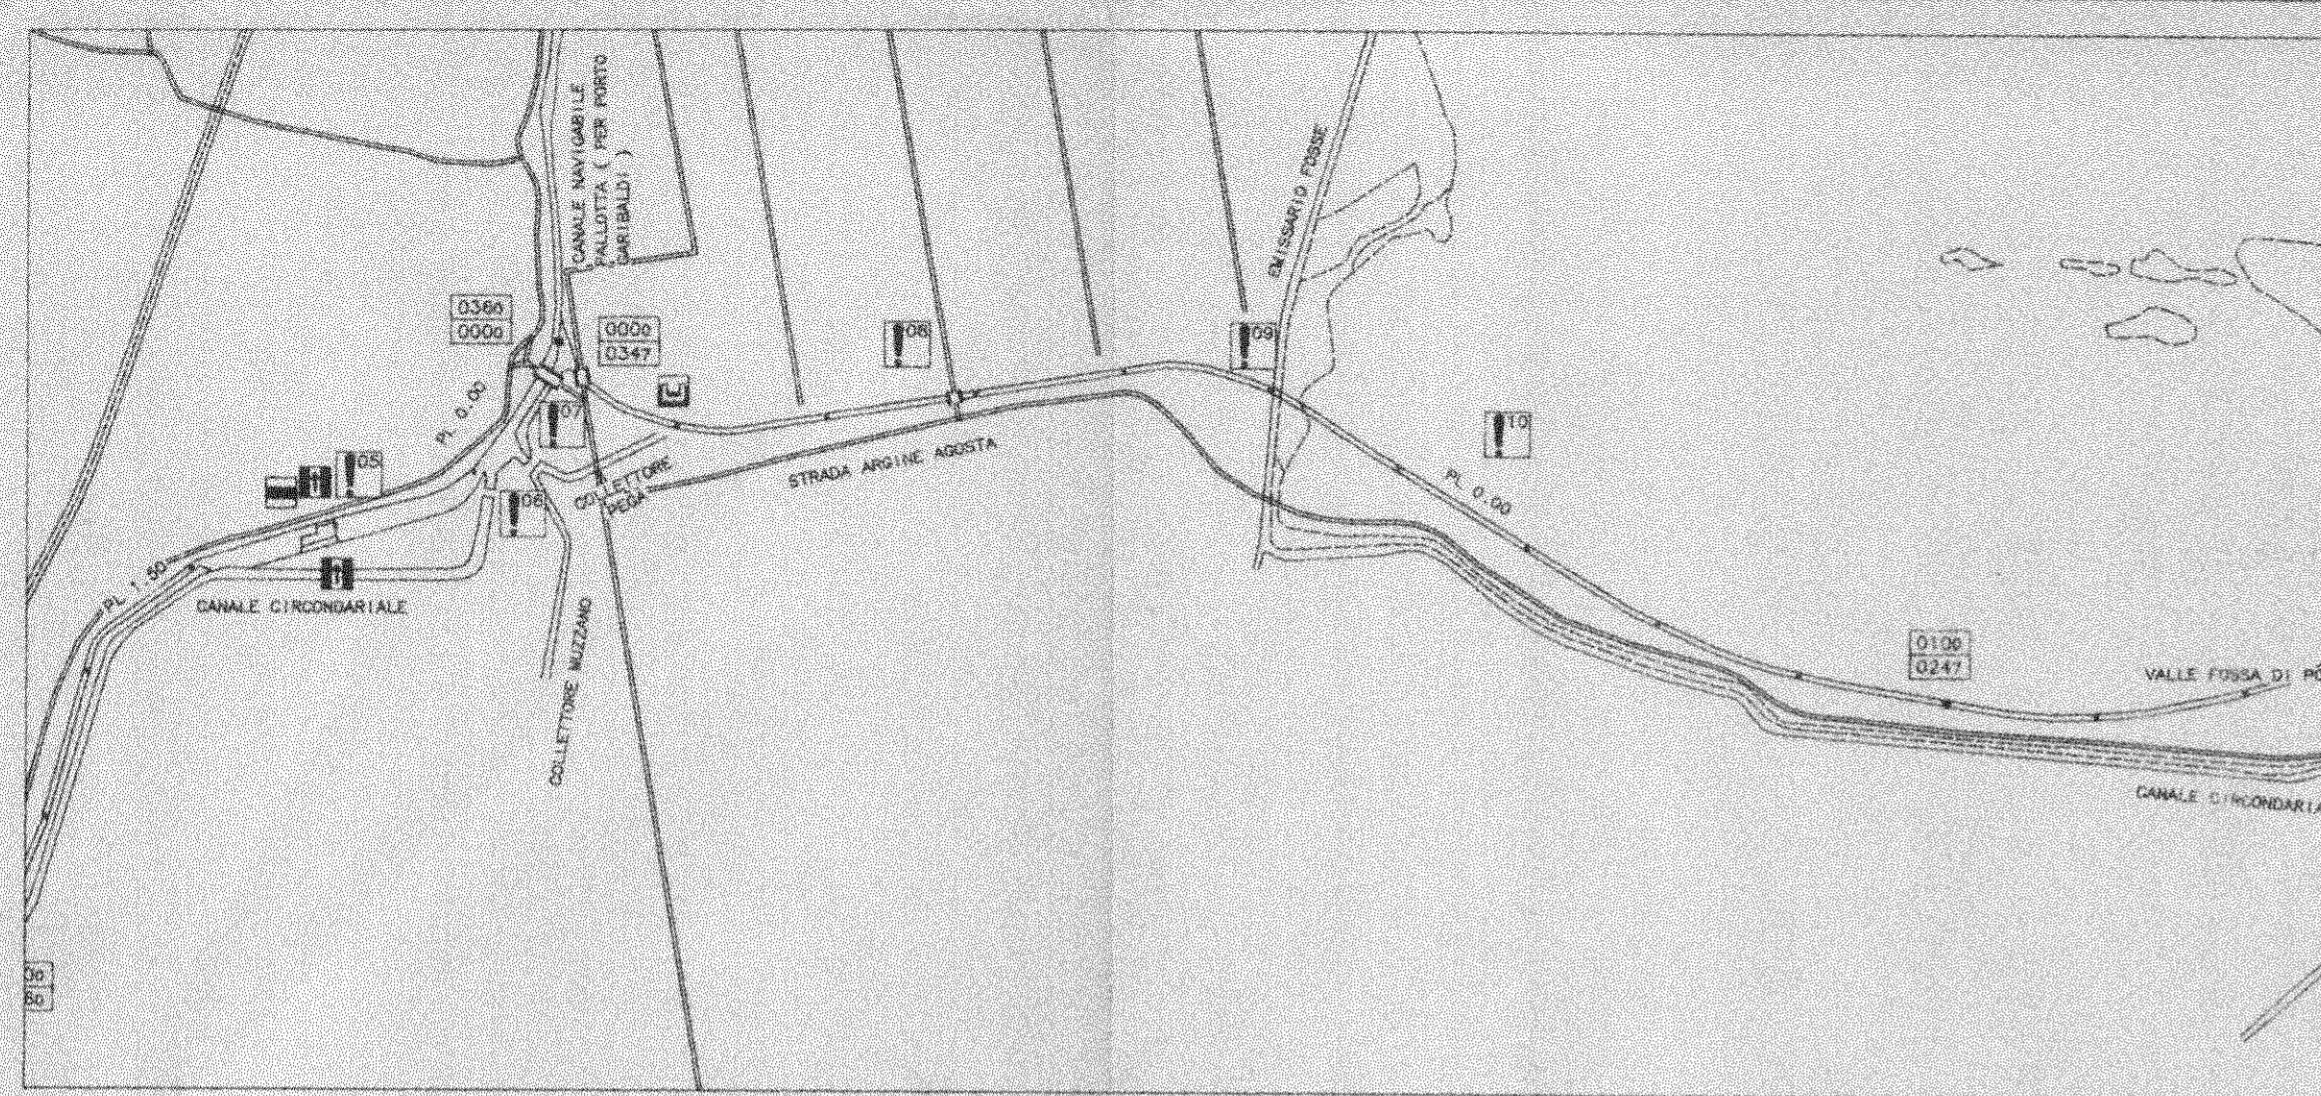 CANALE NAVIGABILE
PALLOTTA ( PER PORTO
GARIBALDI )
EMISSARIO FOSSE
0360
0000
0000
0347
08
09
PL 0.00
07
10
05
STRADA ARGINE AGOSTA
COLLETTORE
PEGA
PL 0.00
06
PL 1.50
CANALE CIRCONDARIALE
COLLETTORE MUZZANO
0100
0247
VALLE FOSSA DI PO
CANALE CIRCONDARIA